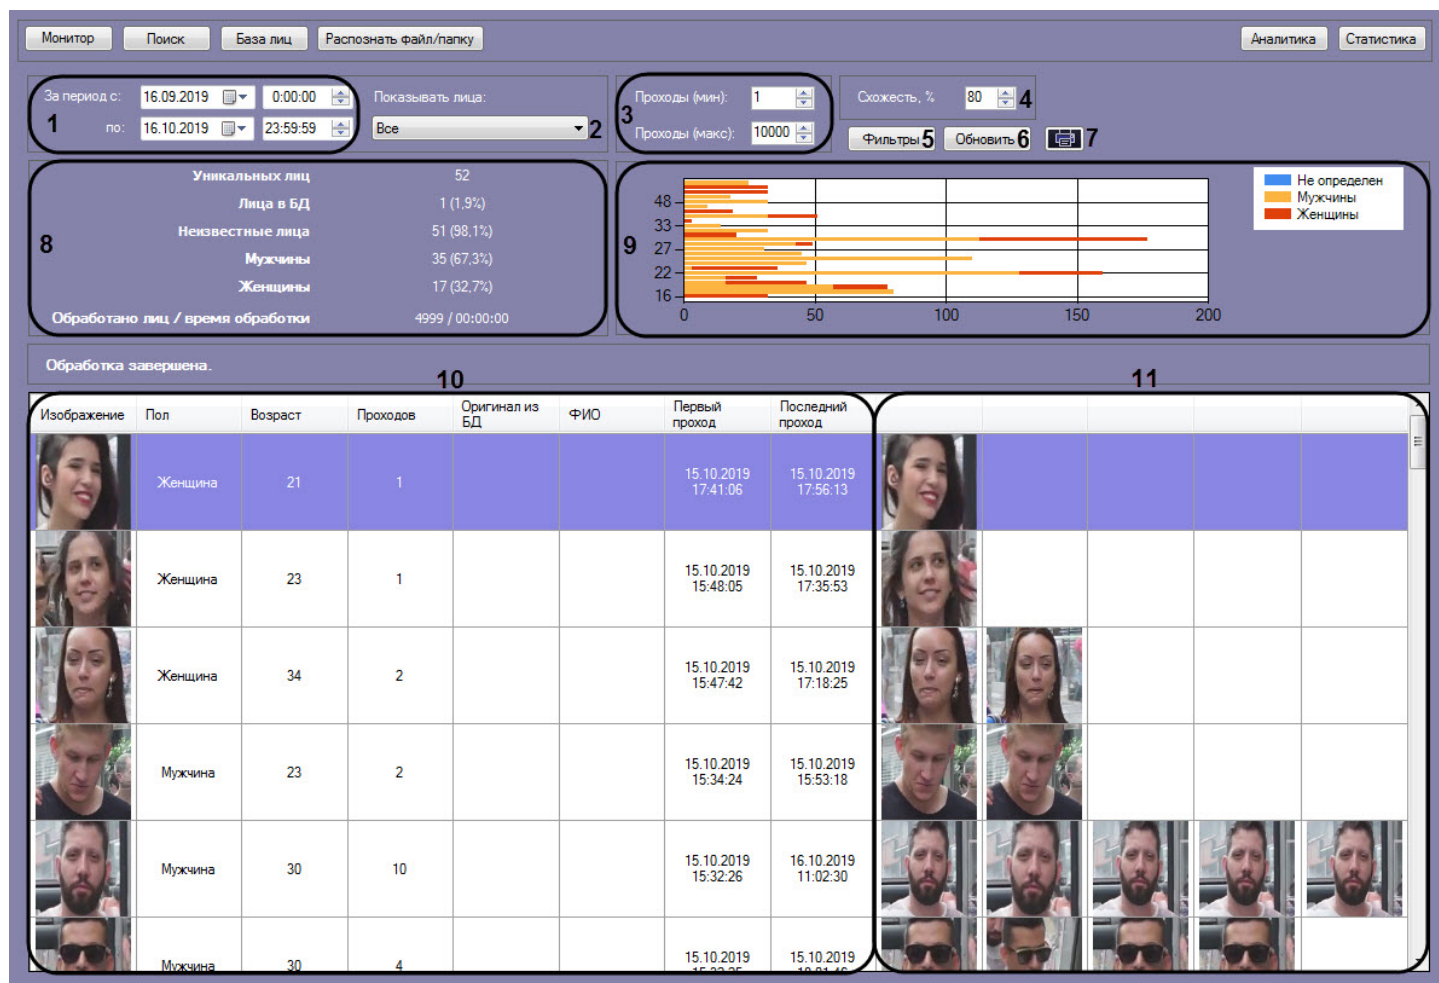 Монитор Поиск База лиц Распознать файл/папку Аналитика Статистика
За период с: 16.09.2019 0:00:00 Показывать лица: Проходы (мин): 1 Схожесть, % 80 4
1 по: 16.10.2019 23:59:59 Все 2 3 Проходы (макс): 10000 Фильтры 5 Обновить 6 7
8
Уникальных лиц 52
Лица в БД 1 (1,9%)
Неизвестные лица 51 (98,1%)
Мужчины 35 (67,3%)
Женщины 17 (32,7%)
Обработано лиц / время обработки 4999 / 00:00:00
9
48
33
27
22
16
0 50 100 150 200
Не определен
Мужчины
Женщины
Обработка завершена.
10 11
Изображение Пол Возраст Проходов Оригинал из БД ФИО Первый проход Последний проход
Женщина 21 1 15.10.2019 17:41:06 15.10.2019 17:56:13
Женщина 23 1 15.10.2019 15:48:05 15.10.2019 17:35:53
Женщина 34 2 15.10.2019 15:47:42 15.10.2019 17:18:25
Мужчина 23 2 15.10.2019 15:34:24 15.10.2019 15:53:18
Мужчина 30 10 15.10.2019 15:32:26 16.10.2019 11:02:30
Мужчина 30 4 15.10.2019 15.10.2019